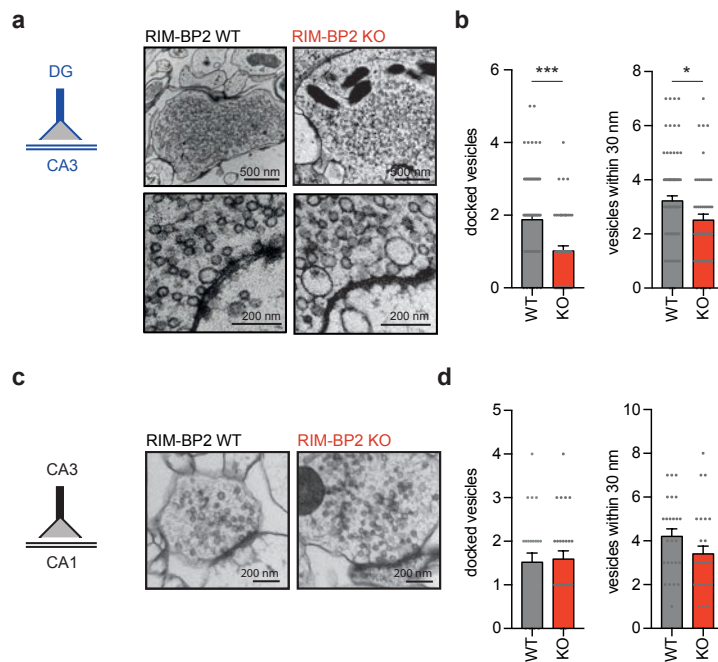 a
RIM-BP2 WT
RIM-BP2 KO
DG
CA3
500 nm
500 nm
200 nm
200 nm
b
docked vesicles
6
4
2
0
***
WT
KO
vesicles within 30 nm
8
6
4
2
0
*
WT
KO
c
RIM-BP2 WT
RIM-BP2 KO
CA3
CA1
200 nm
200 nm
d
docked vesicles
5
4
3
2
1
0
WT
KO
vesicles within 30 nm
10
8
6
4
2
0
WT
KO